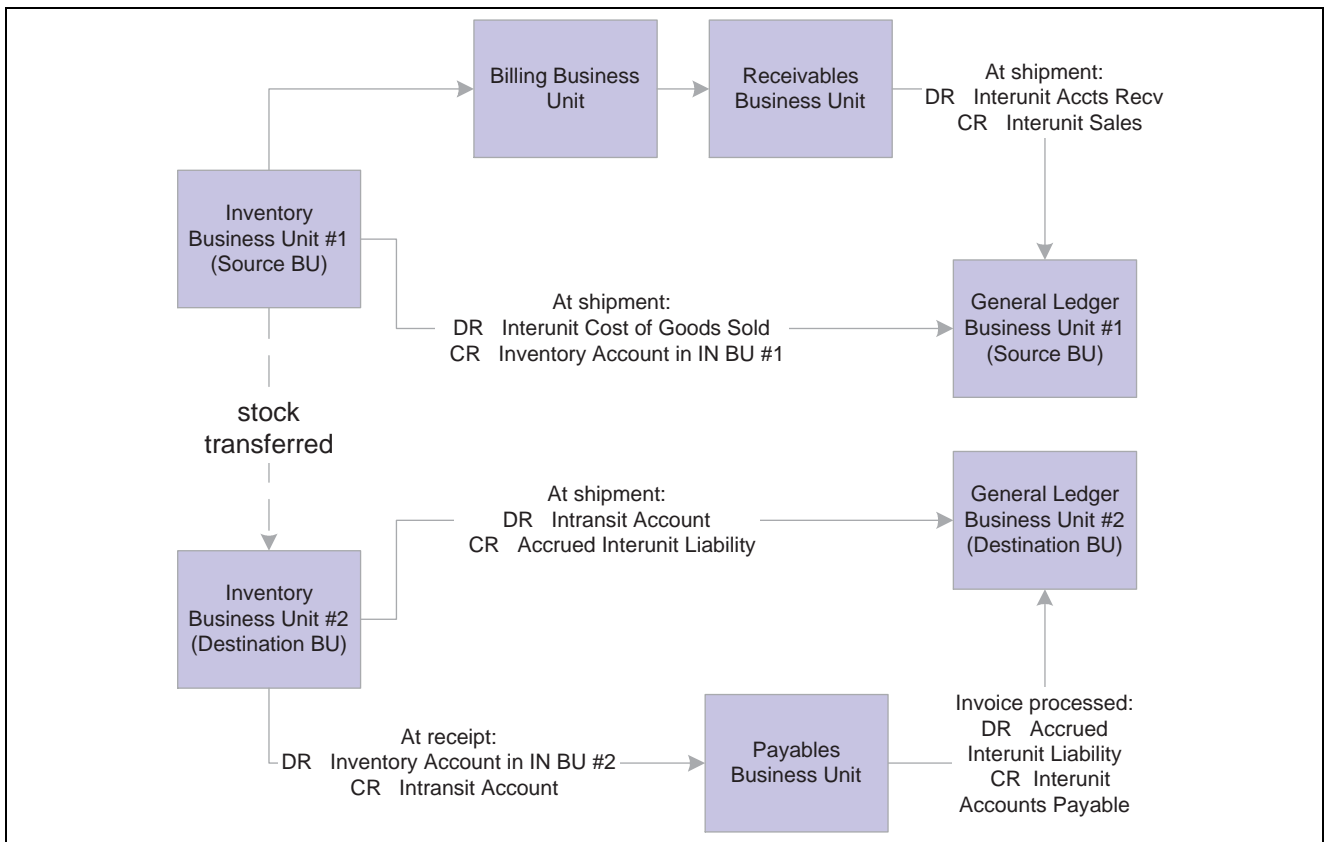 Billing Business
Unit
Receivables
Business Unit
At shipment:
DR Interunit Accts Recv
CR Interunit Sales
Inventory
Business Unit #1
(Source BU)
At shipment:
DR Interunit Cost of Goods Sold
CR Inventory Account in IN BU #1
General Ledger
Business Unit #1
(Source BU)
stock
transferred
At shipment:
DR Intransit Account
CR Accrued Interunit Liability
General Ledger
Business Unit #2
(Destination BU)
Inventory
Business Unit #2
(Destination BU)
At receipt:
DR Inventory Account in IN BU #2
CR Intransit Account
Payables
Business Unit
Invoice processed:
DR Accrued
Interunit Liability
CR Interunit
Accounts Payable